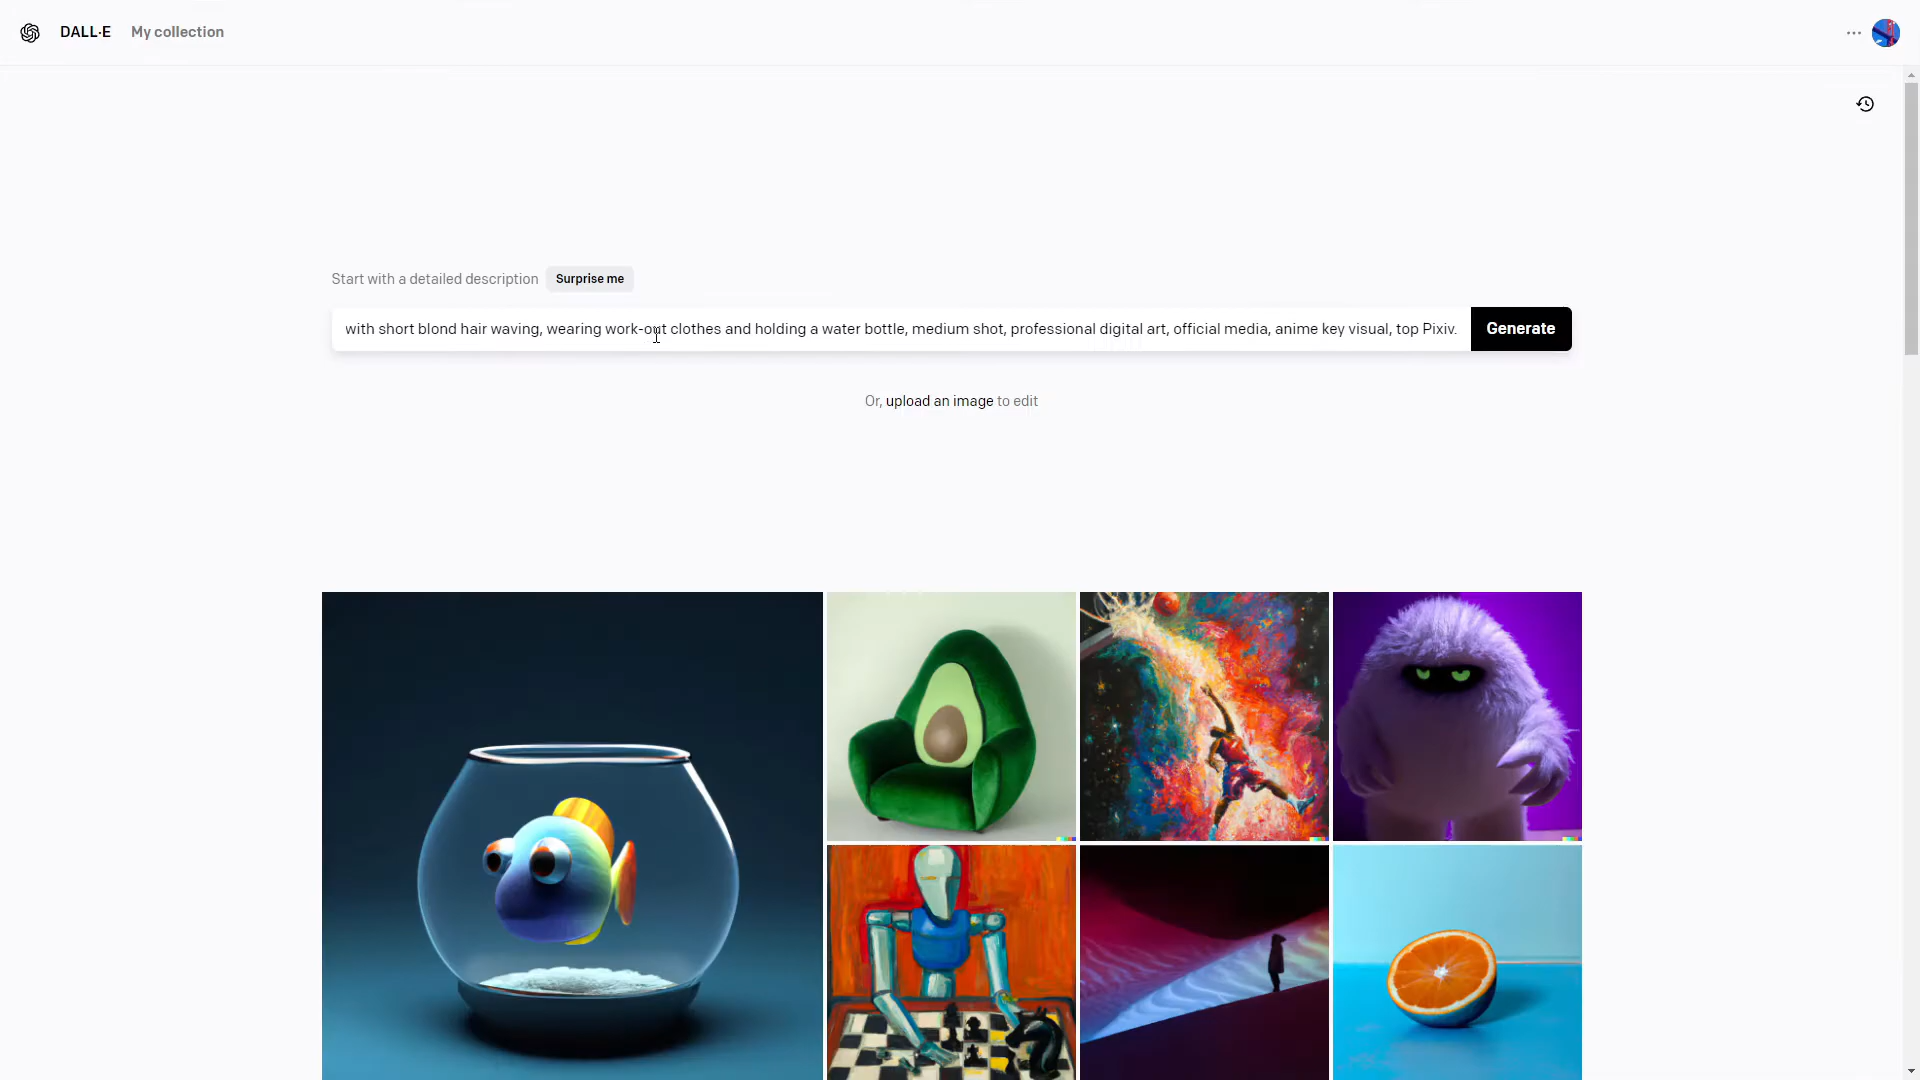 DALL·E My collection
Start with a detailed description Surprise me
with short blond hair waving, wearing work-out clothes and holding a water bottle, medium shot, professional digital art, official media, anime key visual, top Pixiv. Generate
Or, upload an image to edit